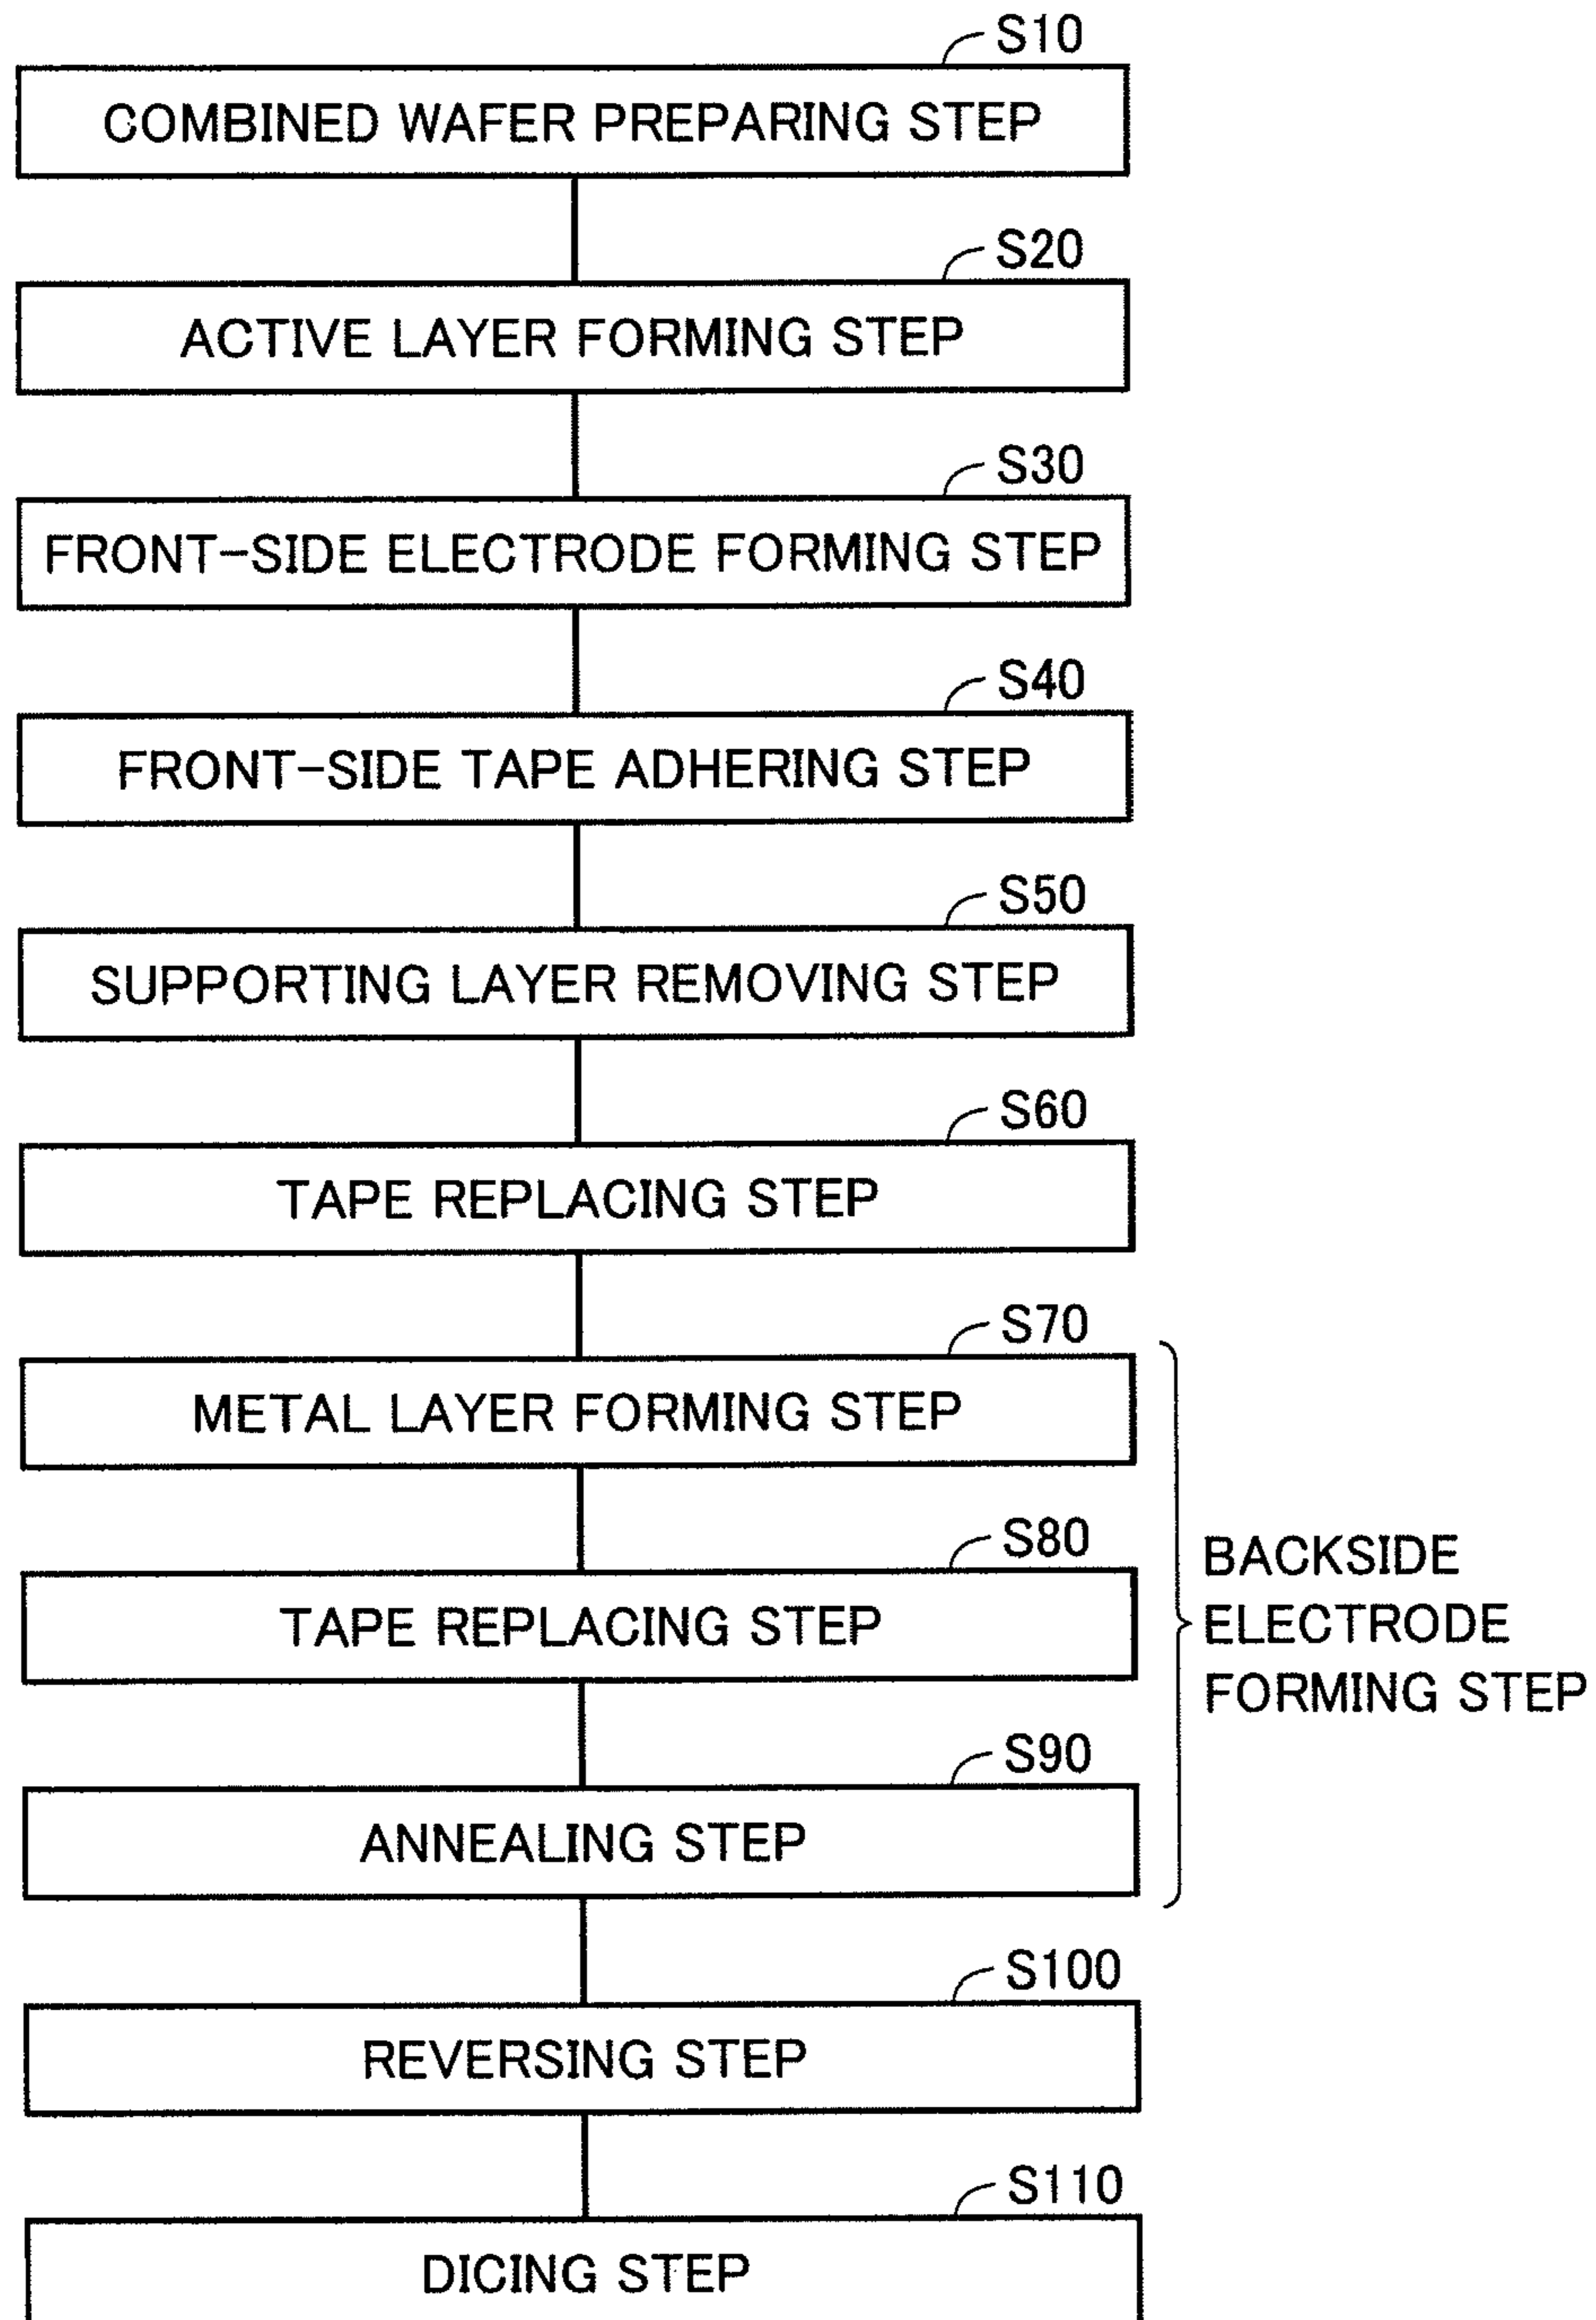 S10
COMBINED WAFER PREPARING STEP
S20
ACTIVE LAYER FORMING STEP
S30
FRONT-SIDE ELECTRODE FORMING STEP
S40
FRONT-SIDE TAPE ADHERING STEP
S50
SUPPORTING LAYER REMOVING STEP
S60
TAPE REPLACING STEP
S70
METAL LAYER FORMING STEP
S80
TAPE REPLACING STEP
S90
ANNEALING STEP
BACKSIDE
ELECTRODE
FORMING STEP
S100
REVERSING STEP
S110
DICING STEP